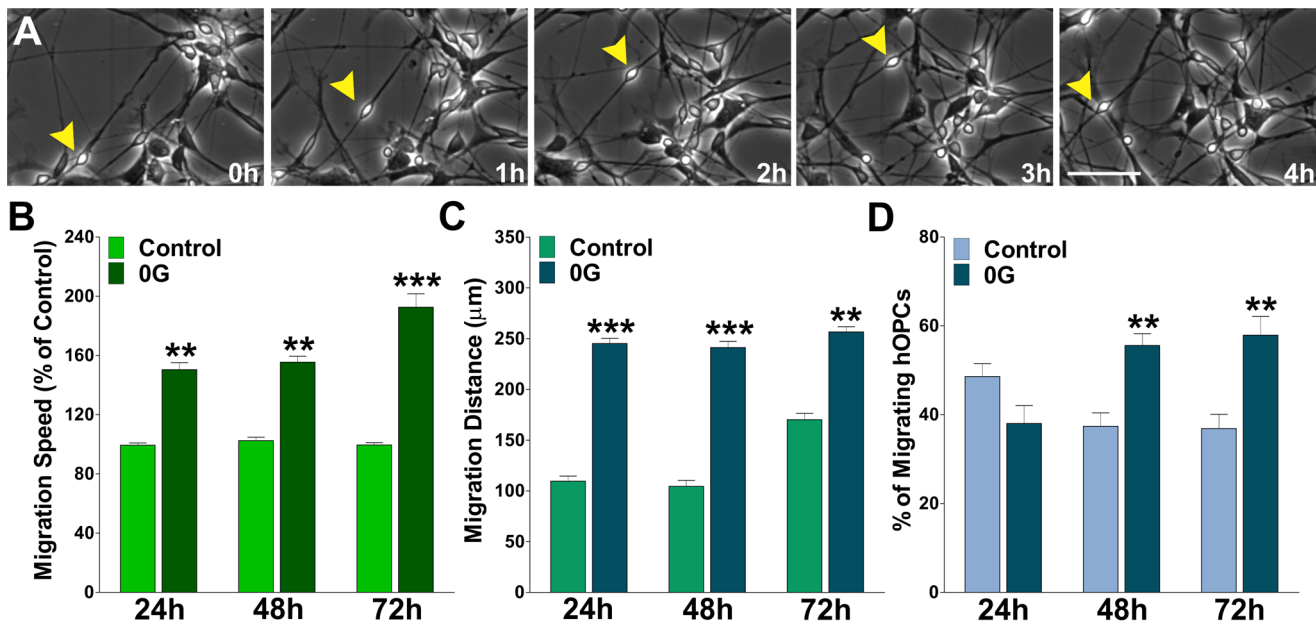 A
0h
1h
2h
3h
4h
B
Migration Speed (% of Control)
240
200
160
120
80
40
0
Control
0G
**
**
***
24h
48h
72h
C
Migration Distance (μm)
350
300
250
200
150
100
50
0
Control
0G
***
***
**
24h
48h
72h
D
% of Migrating hOPCs
80
60
40
20
0
Control
0G
**
**
24h
48h
72h